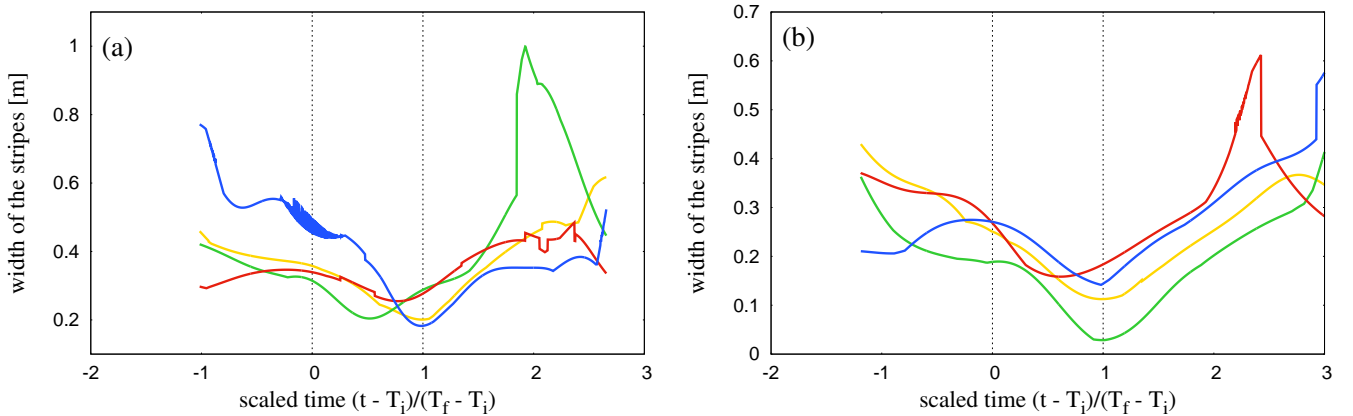 (a)
width of the stripes [m]
1
0.8
0.6
0.4
0.2
-2 -1 0 1 2 3
scaled time (t - T_i)/(T_f - T_i)
(b)
width of the stripes [m]
0.7
0.6
0.5
0.4
0.3
0.2
0.1
0
-2 -1 0 1 2 3
scaled time (t - T_i)/(T_f - T_i)